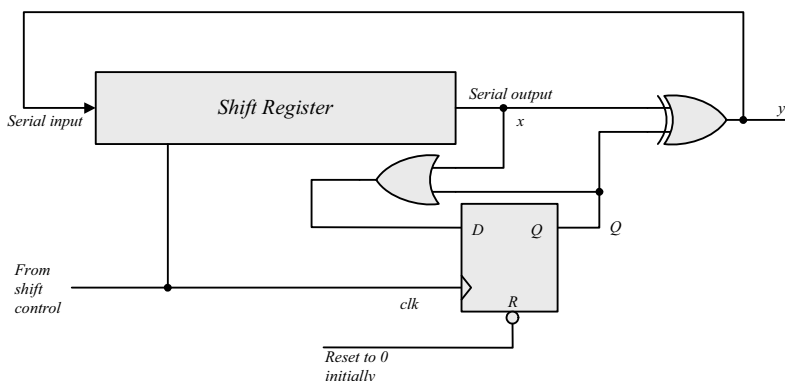 Shift Register
Serial output
y
Serial input
x
D
Q
Q
From
shift
control
clk
R
Reset to 0
initially